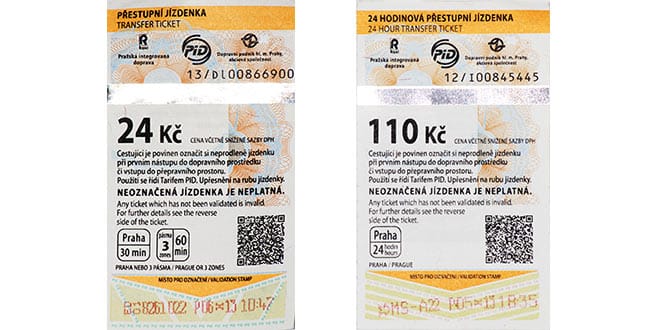 PŘESTUPNÍ JÍZDENKA
TRANSFER TICKET
Pražská integrovaná
doprava
PID
Dopravní podnik hl. m. Prahy,
akciová společnost
13/DL00866900
24 Kč CENA VČETNĚ SNÍŽENÉ SAZBY DPH
Cestující je povinen označit si neprodleně jízdenku
při prvním nástupu do dopravního prostředku
či vstupu do přepravního prostoru.
Použití se řídí Tarifem PID. Upřesnění na rubu jízdenky.
NEOZNAČENÁ JÍZDENKA JE NEPLATNÁ.
Any ticket which has not been validated is invalid.
For further details see the reverse
side of the ticket.
Praha
30 min
pásma
3
zones
60
min
PRAHA NEBO 3 PÁSMA / PRAGUE OR 3 ZONES
MÍSTO PRO OZNAČENÍ / VALIDATION STAMP
24 HODINOVÁ PŘESTUPNÍ JÍZDENKA
24 HOUR TRANSFER TICKET
Pražská integrovaná
doprava
PID
Dopravní podnik hl. m. Prahy,
akciová společnost
12/I00845445
110 Kč CENA VČETNĚ SNÍŽENÉ SAZBY DPH
Cestující je povinen označit si neprodleně jízdenku
při prvním nástupu do dopravního prostředku
či vstupu do přepravního prostoru.
Použití se řídí Tarifem PID. Upřesnění na rubu jízdenky.
NEOZNAČENÁ JÍZDENKA JE NEPLATNÁ.
Any ticket which has not been validated is invalid.
For further details see the reverse
side of the ticket.
Praha
24 hodin
hours
PRAHA / PRAGUE
MÍSTO PRO OZNAČENÍ / VALIDATION STAMP
18:35